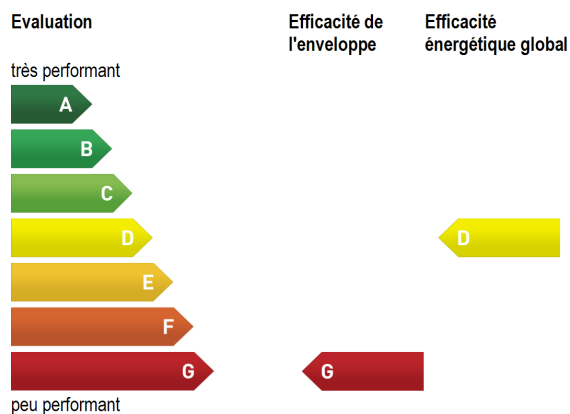 Evaluation
Efficacité de
l'enveloppe
Efficacité
énergétique global
très performant
A
B
C
D
D
E
F
G
G
peu performant